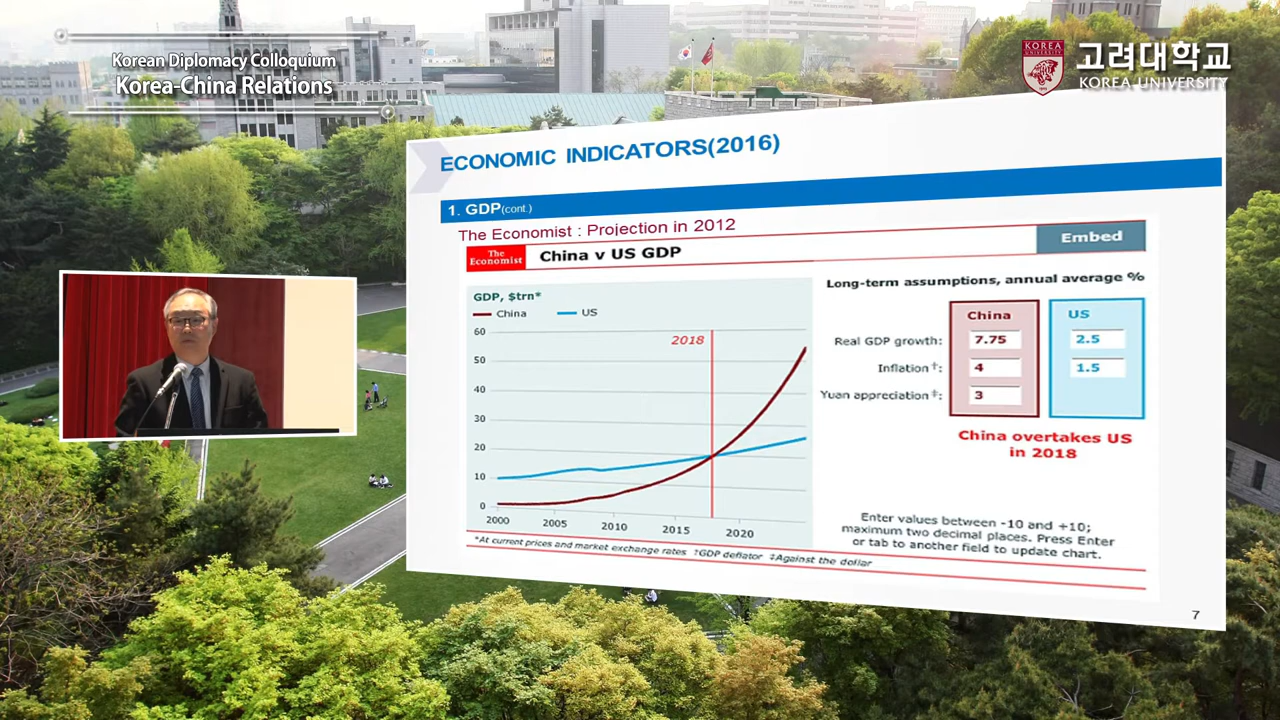 Korean Diplomacy Colloquium
Korea-China Relations
KOREA
UNIVERSITY
고려대학교
KOREA UNIVERSITY
ECONOMIC INDICATORS(2016)
1. GDP(cont.)
The Economist : Projection in 2012
The
Economist
China v US GDP
Embed
GDP, $trn*
China
US
60
50
40
30
20
10
0
2018
2000
2005
2010
2015
2020
Long-term assumptions, annual average %
China
US
Real GDP growth:
7.75
2.5
Inflation †:
4
1.5
Yuan appreciation ‡:
3
China overtakes US
in 2018
Enter values between -10 and +10;
maximum two decimal places. Press Enter
or tab to another field to update chart.
*At current prices and market exchange rates †GDP deflator ‡Against the dollar
7